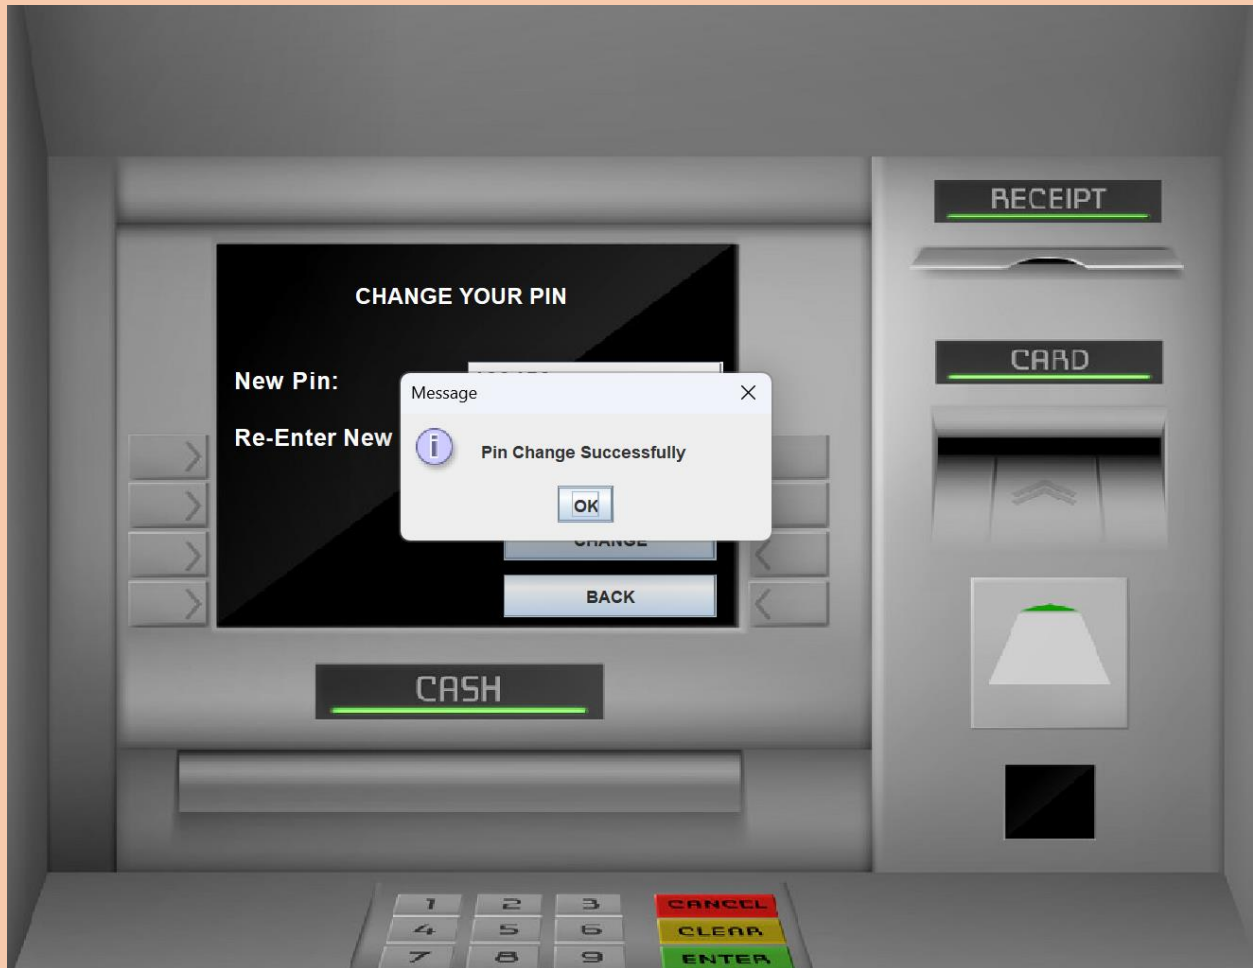 RECEIPT
CHANGE YOUR PIN
CARD
New Pin:
Message
Re-Enter New
Pin Change Successfully
OK
CHANGE
BACK
CASH
1 2 3 CANCEL
4 5 6 CLEAR
7 8 9 ENTER